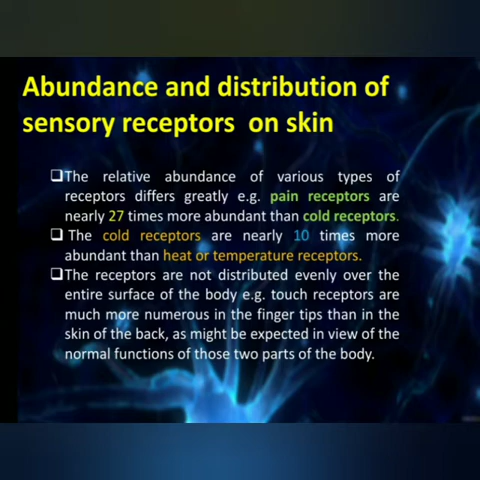 Abundance and distribution of
sensory receptors on skin
❑The relative abundance of various types of
receptors differs greatly e.g. pain receptors are
nearly 27 times more abundant than cold receptors.
❑ The cold receptors are nearly 10 times more
abundant than heat or temperature receptors.
❑The receptors are not distributed evenly over the
entire surface of the body e.g. touch receptors are
much more numerous in the finger tips than in the
skin of the back, as might be expected in view of the
normal functions of those two parts of the body.